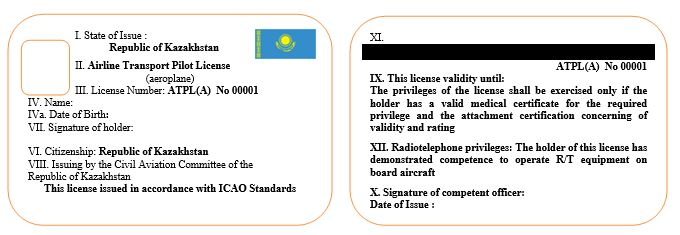 I. State of Issue :
Republic of Kazakhstan
II. Airline Transport Pilot License
(aeroplane)
III. License Number: ATPL(A) No 00001
IV. Name:
IVa. Date of Birth:
VII. Signature of holder:
VI. Citizenship: Republic of Kazakhstan
VIII. Issuing by the Civil Aviation Committee of the
Republic of Kazakhstan
This license issued in accordance with ICAO Standards
XI.
ATPL(A) No 00001
IX. This license validity until:
The privileges of the license shall be exercised only if the
holder has a valid medical certificate for the required
privilege and the attachment certification concerning of
validity and rating
XII. Radiotelephone privileges: The holder of this license has
demonstrated competence to operate R/T equipment on
board aircraft
X. Signature of competent officer:
Date of Issue :